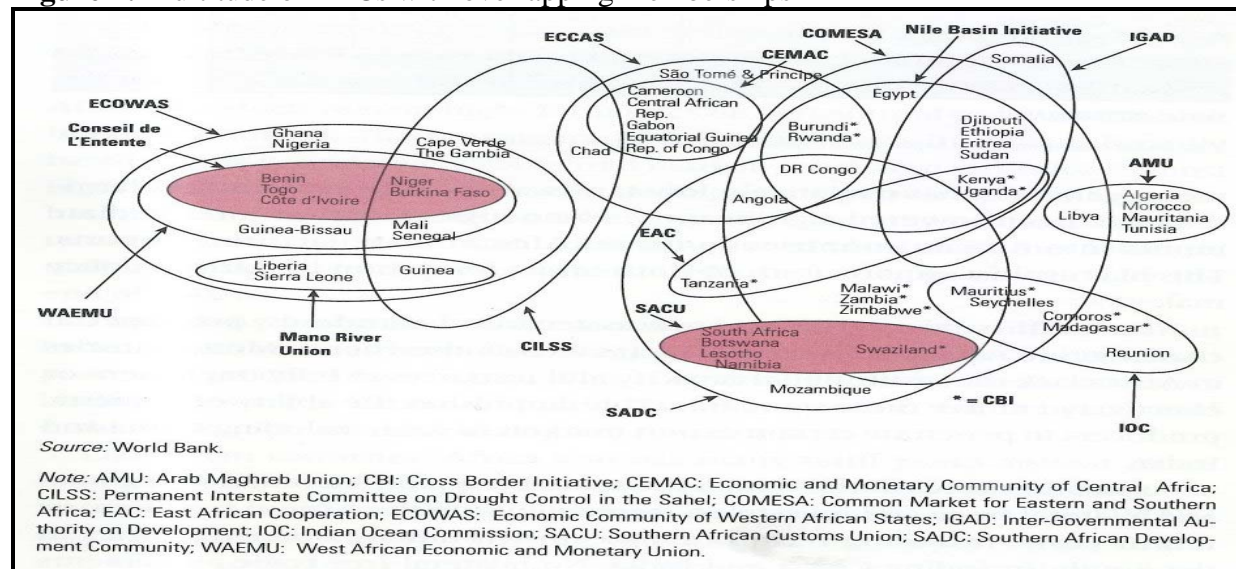 ECCAS
COMESA
Nile Basin Initiative
IGAD
CEMAC
Somalia
São Tomé & Principe
Cameroon
Central African
Rep.
Gabon
Equatorial Guinea
Rep. of Congo
Egypt
ECOWAS
Conseil de
L'Entente
Ghana
Nigeria
Cape Verde
The Gambia
Chad
Burundi*
Rwanda*
Djibouti
Ethiopia
Eritrea
Sudan
AMU
Benin
Togo
Côte d'Ivoire
Niger
Burkina Faso
DR Congo
Kenya*
Uganda*
Angola
Libya
Algeria
Morocco
Mauritania
Tunisia
Guinea-Bissau
Mali
Senegal
EAC
Liberia
Sierra Leone
Guinea
Tanzania*
Malawi*
Zambia*
Zimbabwe*
Mauritius*
Seychelles
Comoros*
Madagascar*
WAEMU
Mano River
Union
CILSS
SACU
South Africa
Botswana
Lesotho
Namibia
Swaziland*
Reunion
Mozambique
SADC
* = CBI
IOC
Source: World Bank.
Note: AMU: Arab Maghreb Union; CBI: Cross Border Initiative; CEMAC: Economic and Monetary Community of Central Africa;
CILSS: Permanent Interstate Committee on Drought Control in the Sahel; COMESA: Common Market for Eastern and Southern
Africa; EAC: East African Cooperation; ECOWAS: Economic Community of Western African States; IGAD: Inter-Governmental Au-
thority on Development; IOC: Indian Ocean Commission; SACU: Southern African Customs Union; SADC: Southern African Develop-
ment Community; WAEMU: West African Economic and Monetary Union.